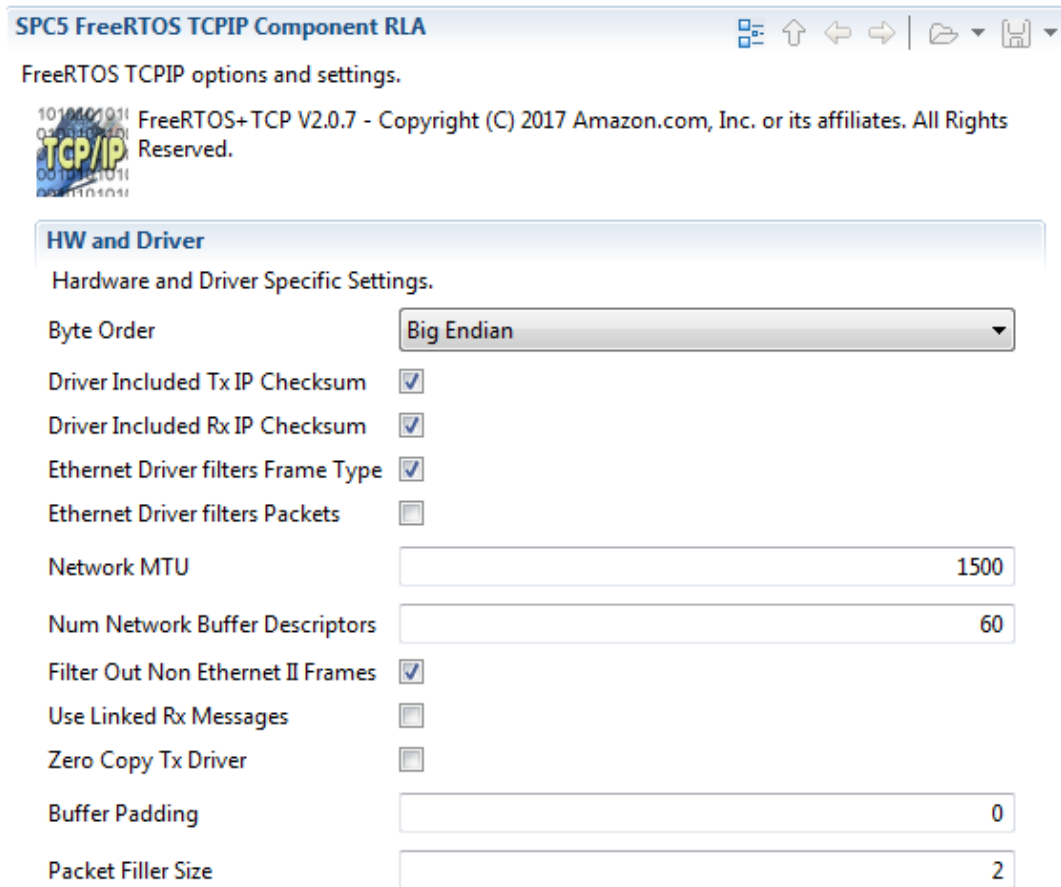 SPC5 FreeRTOS TCPIP Component RLA
FreeRTOS TCPIP options and settings.
TCP/IP
FreeRTOS+TCP V2.0.7 - Copyright (C) 2017 Amazon.com, Inc. or its affiliates. All Rights
Reserved.
HW and Driver
Hardware and Driver Specific Settings.
Byte Order Big Endian
Driver Included Tx IP Checksum
Driver Included Rx IP Checksum
Ethernet Driver filters Frame Type
Ethernet Driver filters Packets
Network MTU 1500
Num Network Buffer Descriptors 60
Filter Out Non Ethernet II Frames
Use Linked Rx Messages
Zero Copy Tx Driver
Buffer Padding 0
Packet Filler Size 2